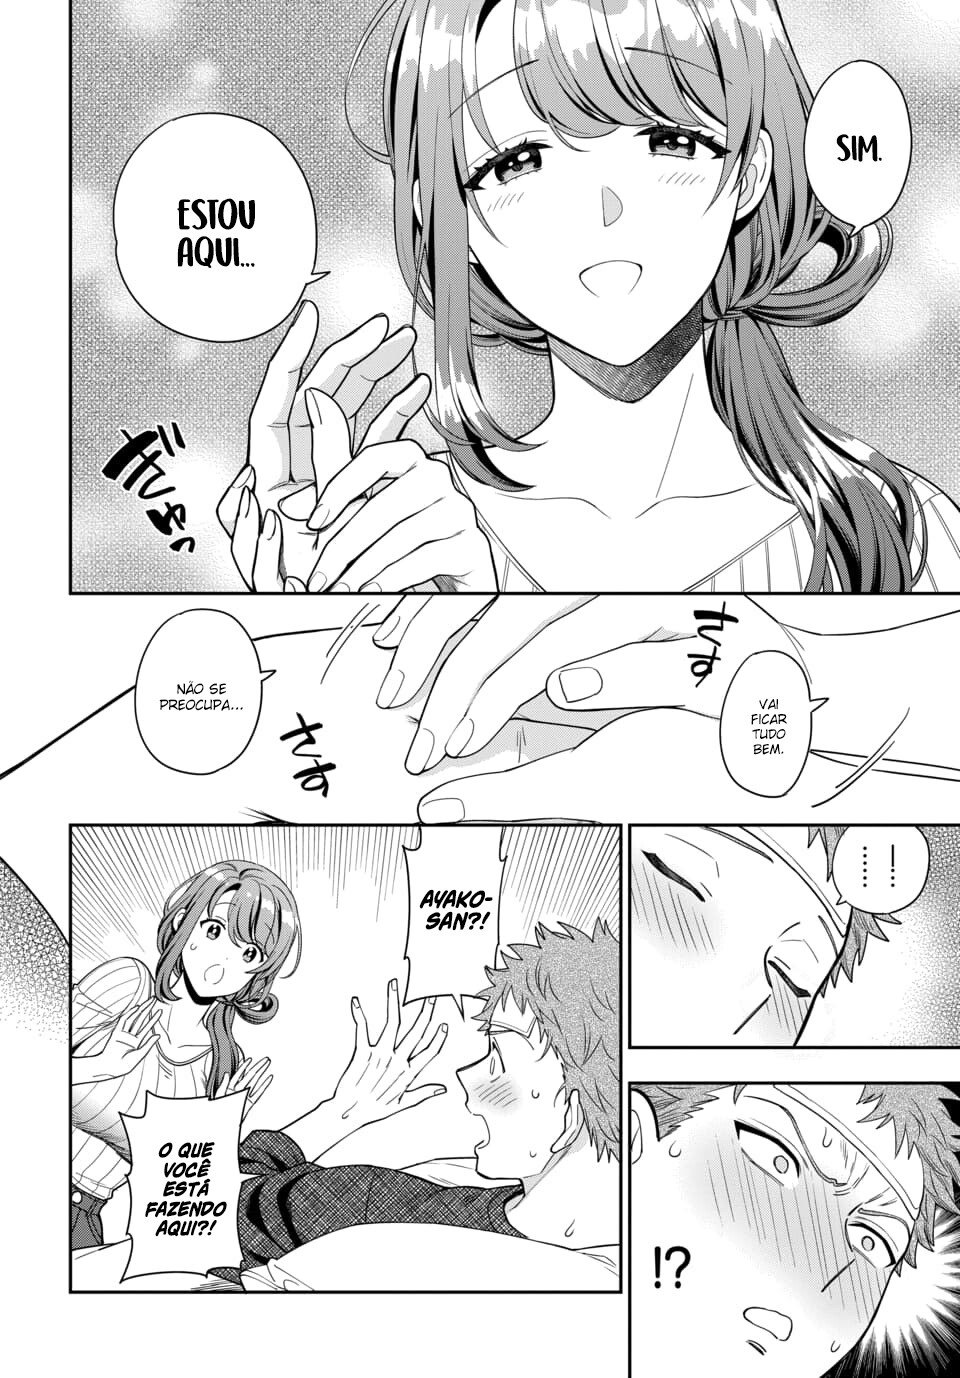 SIM.
ESTOU
AQUI...
ぎゅっ
VAI
FICAR
TUDO
BEM.
さす
NÃO SE
PREOCUPA...
さす
!?
AYAKO-
SAN?!
O QUE
VOCÊ
ESTÁ
FAZENDO
AQUI?!